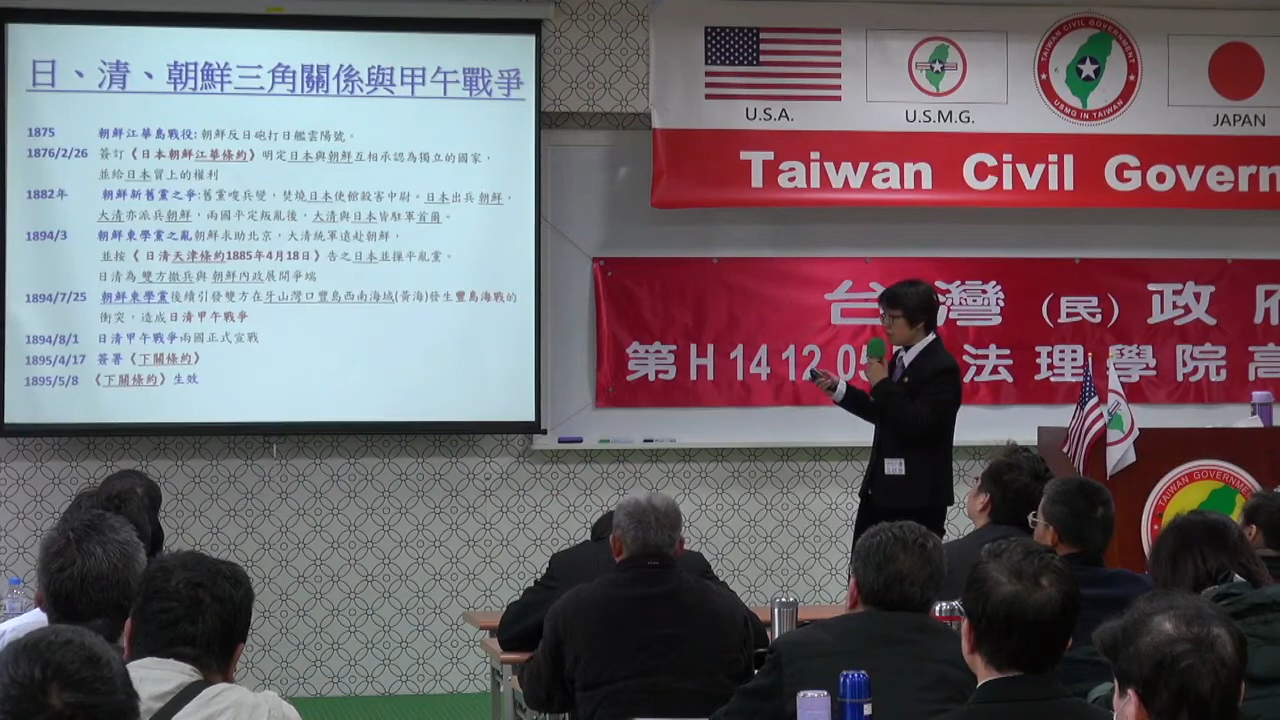 日、清、朝鮮三角關係與甲午戰爭
1875 朝鮮江華島戰役:朝鮮反日砲打日艦雲陽號。
1876/2/26 簽訂《日本朝鮮江華條約》明定日本與朝鮮互相承認為獨立的國家，
並給日本貿上的權利
1882年 朝鮮新舊黨之爭:舊黨唆兵變，焚燒日本使館殺害中尉。日本出兵朝鮮，
大清亦派兵朝鮮，兩國平定叛亂後，大清與日本皆駐軍首爾。
1894/3 朝鮮東學黨之亂朝鮮求助北京，大清統軍遠赴朝鮮，
並按《日清天津條約1885年4月18日》告之日本並操平亂黨。
日清為 雙方撤兵與 朝鮮內政展開爭端
1894/7/25 朝鮮東學黨後續引發雙方在牙山灣口豐島西南海域(黃海)發生豐島海戰的
衝突，造成日清甲午戰爭
1894/8/1 日清甲午戰爭兩國正式宣戰
1895/4/17 簽署《下關條約》
1895/5/8 《下關條約》生效
U.S.A.
U.S.M.G.
TAIWAN CIVIL GOVERNMENT
USMG IN TAIWAN
JAPAN
Taiwan Civil Govern
台灣(民)政府
第H 14 12 05
法理學院高
TAIWAN GOVERNMENT